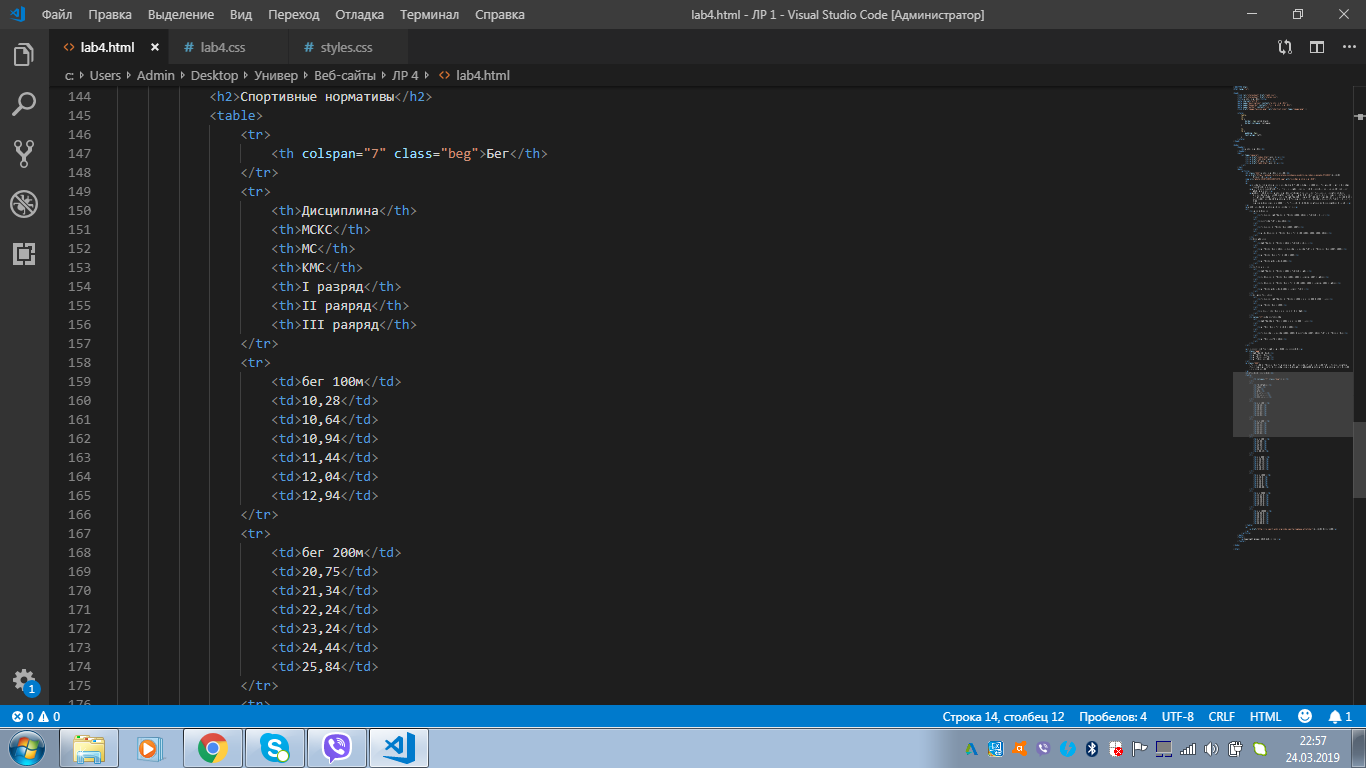 Файл Правка Выделение Вид Переход Отладка Терминал Справка lab4.html - ЛР 1 - Visual Studio Code [Администратор]
lab4.html lab4.css styles.css
c: Users Admin Desktop Универ Веб-сайты ЛР 4 lab4.html
144 <h2>Спортивные нормативы</h2>
145 <table>
146 <tr>
147 <th colspan="7" class="beg">Бег</th>
148 </tr>
149 <tr>
150 <th>Дисциплина</th>
151 <th>МСКС</th>
152 <th>МС</th>
153 <th>КМС</th>
154 <th>I разряд</th>
155 <th>II раяряд</th>
156 <th>III раяряд</th>
157 </tr>
158 <tr>
159 <td>бег 100м</td>
160 <td>10,28</td>
161 <td>10,64</td>
162 <td>10,94</td>
163 <td>11,44</td>
164 <td>12,04</td>
165 <td>12,94</td>
166 </tr>
167 <tr>
168 <td>бег 200м</td>
169 <td>20,75</td>
170 <td>21,34</td>
171 <td>22,24</td>
172 <td>23,24</td>
173 <td>24,44</td>
174 <td>25,84</td>
175 </tr>
176 <tr>
1
0 0 Строка 14, столбец 12 Пробелов: 4 UTF-8 CRLF HTML 1
22:57
24.03.2019